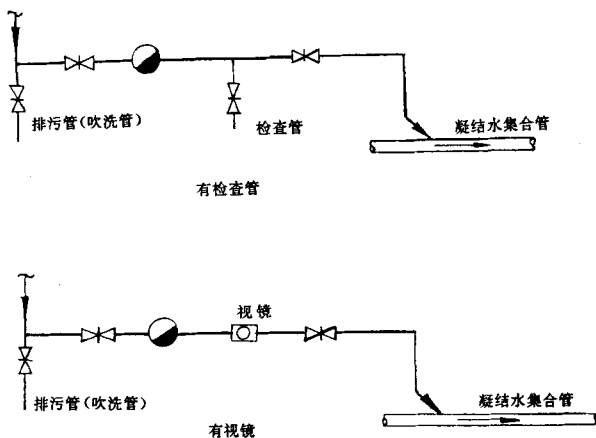 排污管(吹洗管)
检查管
凝结水集合管
有检查管
视镜
排污管(吹洗管)
凝结水集合管
有视镜